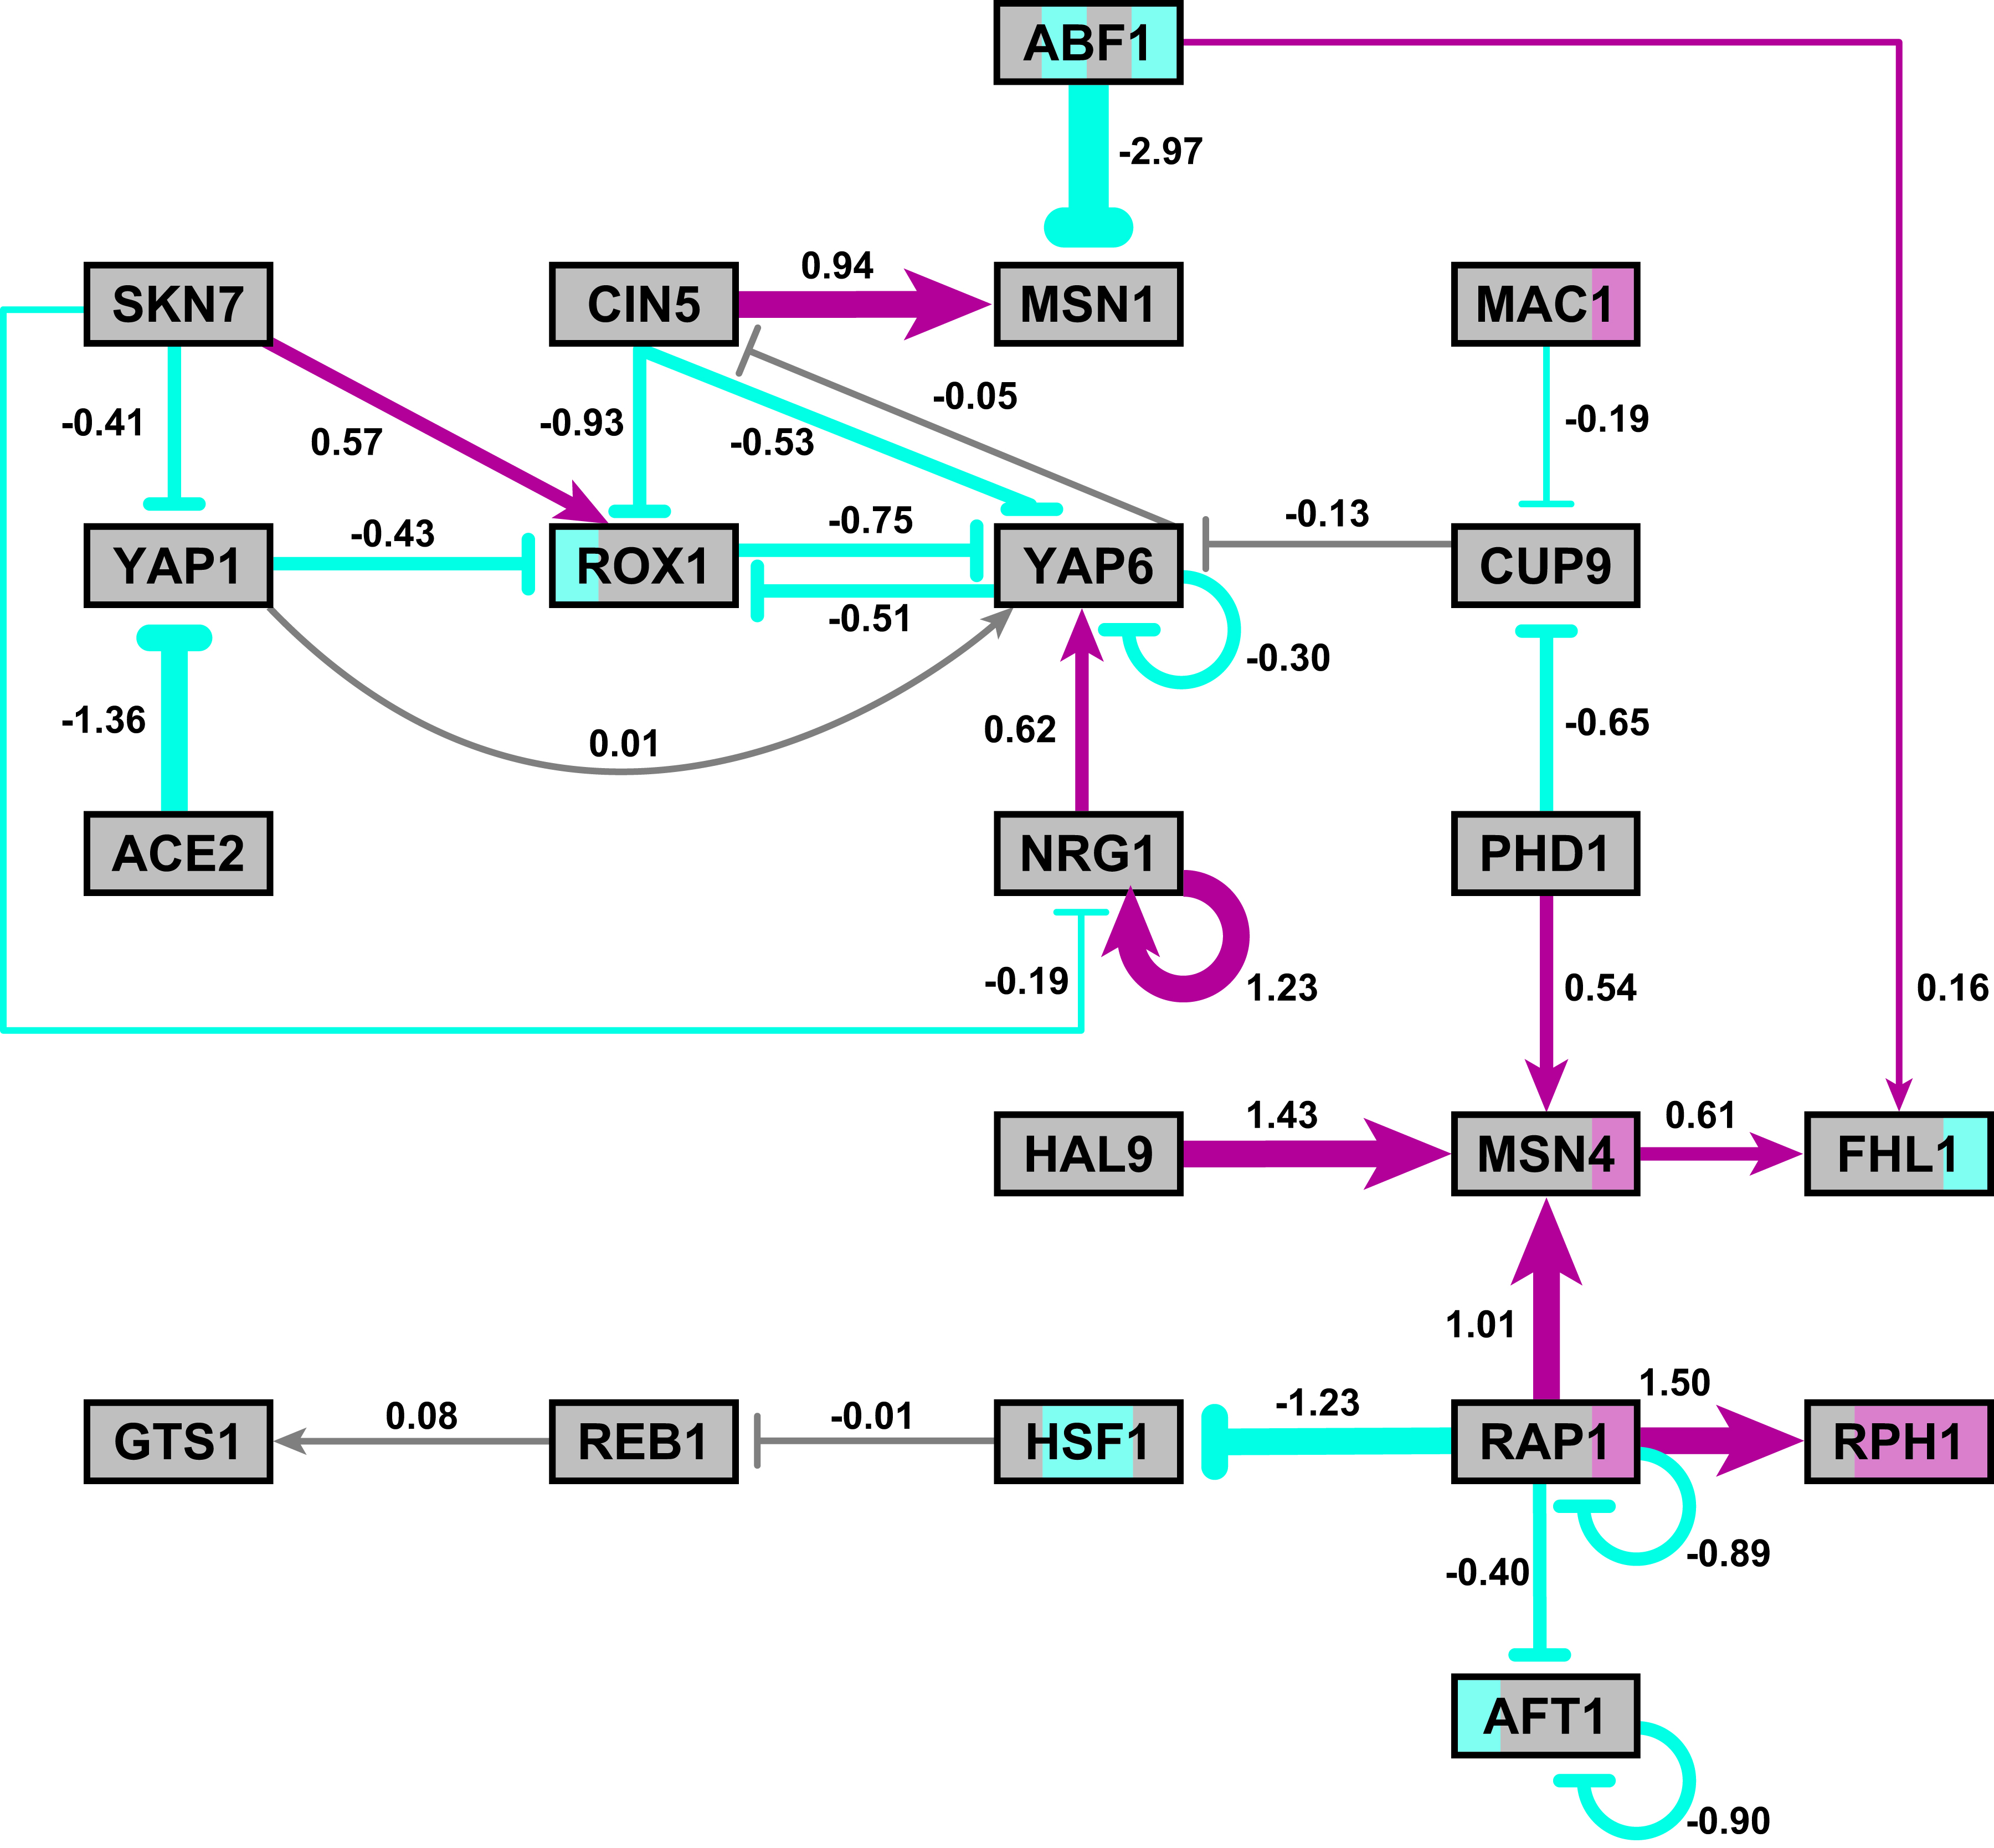 ABF1
-2.97
SKN7
CIN5
0.94
MSN1
MAC1
-0.41
0.57
-0.93
-0.53
-0.05
-0.19
YAP1
-0.43
ROX1
-0.75
-0.51
YAP6
-0.13
CUP9
-0.30
-1.36
0.01
0.62
-0.65
ACE2
NRG1
PHD1
-0.19
1.23
0.54
0.16
HAL9
1.43
MSN4
0.61
FHL1
1.01
GTS1
0.08
REB1
-0.01
HSF1
-1.23
RAP1
1.50
RPH1
-0.40
-0.89
AFT1
-0.90